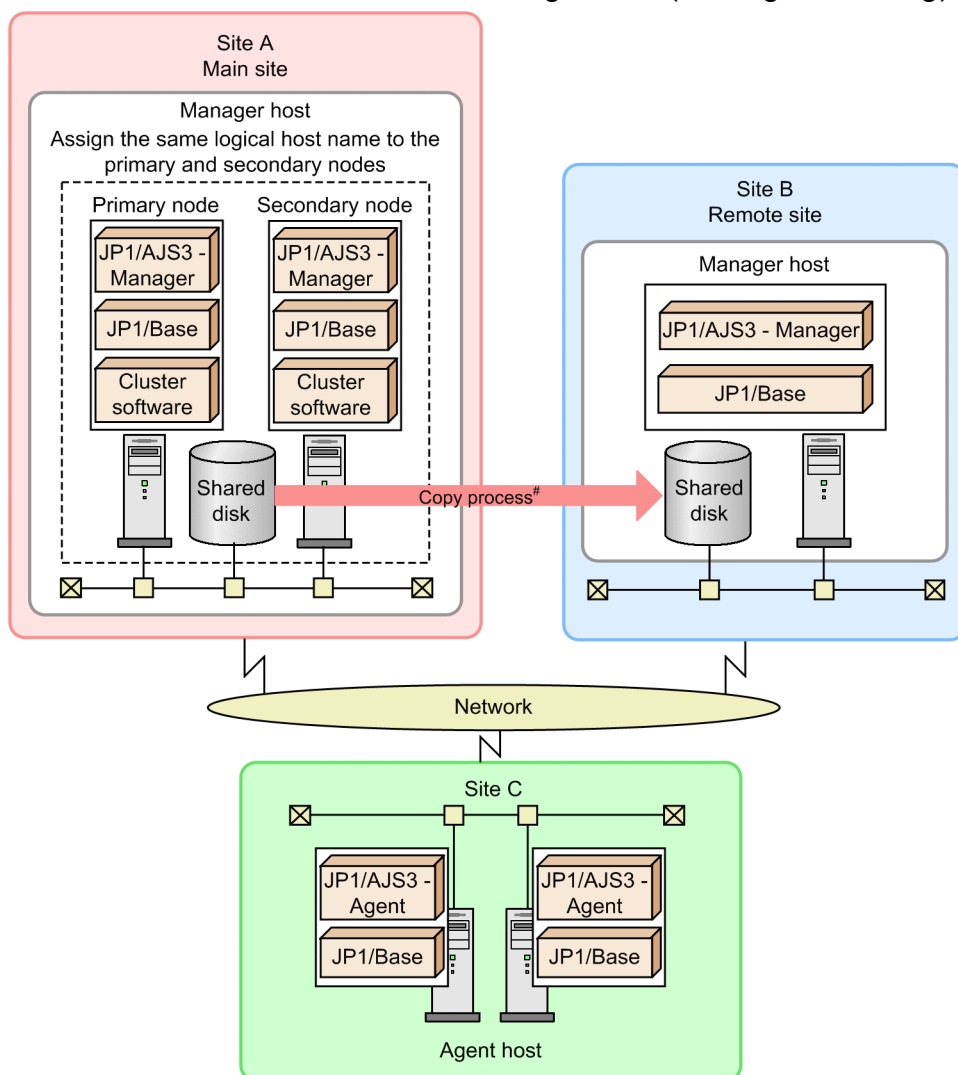 Site A
Main site
Manager host
Assign the same logical host name to the
primary and secondary nodes
Primary node
Secondary node
JP1/AJS3 -
Manager
JP1/Base
Cluster
software
JP1/AJS3 -
Manager
JP1/Base
Cluster
software
Shared
disk
Copy process#
Site B
Remote site
Manager host
JP1/AJS3 - Manager
JP1/Base
Shared
disk
Network
Site C
JP1/AJS3 -
Agent
JP1/Base
JP1/AJS3 -
Agent
JP1/Base
Agent host